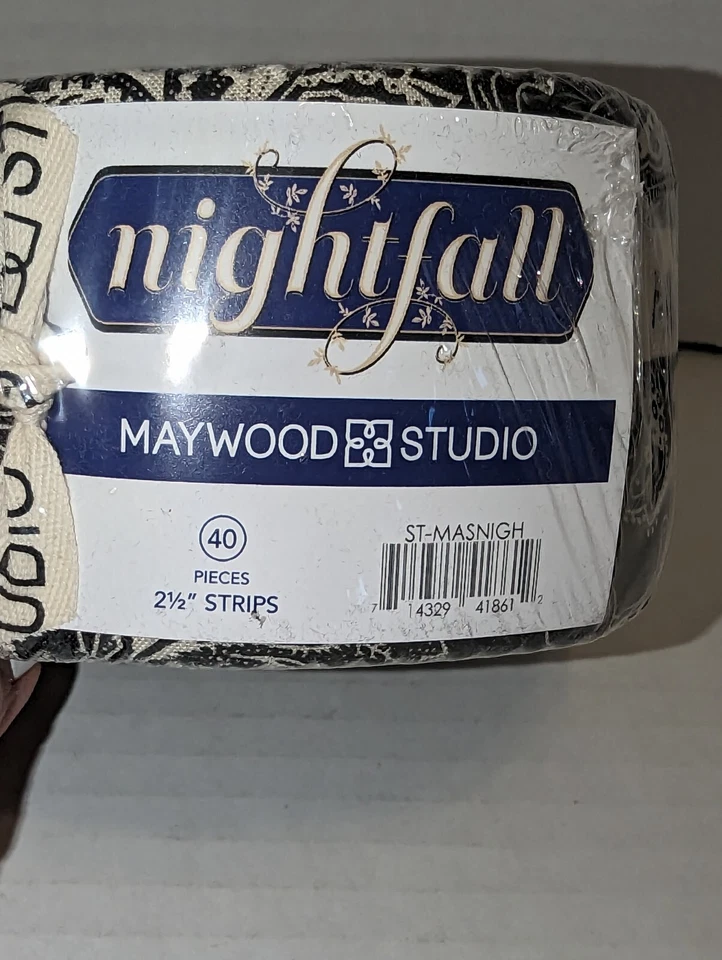 nightfall
MAYWOOD STUDIO
40
PIECES
2½" STRIPS
ST-MASNIGH
7 14329 41861 2